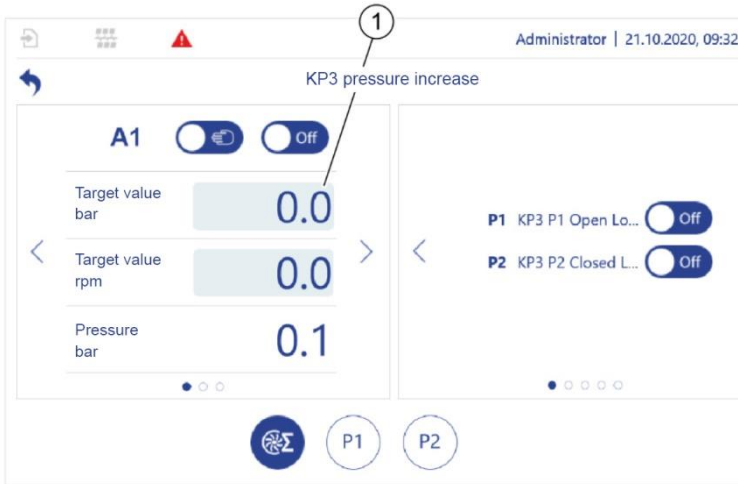 1
Administrator | 21.10.2020, 09:32
KP3 pressure increase
A1 Off
Target value
bar
0.0
Target value
rpm
0.0
Pressure
bar
0.1
P1 KP3 P1 Open Lo... Off
P2 KP3 P2 Closed L... Off
Σ P1 P2